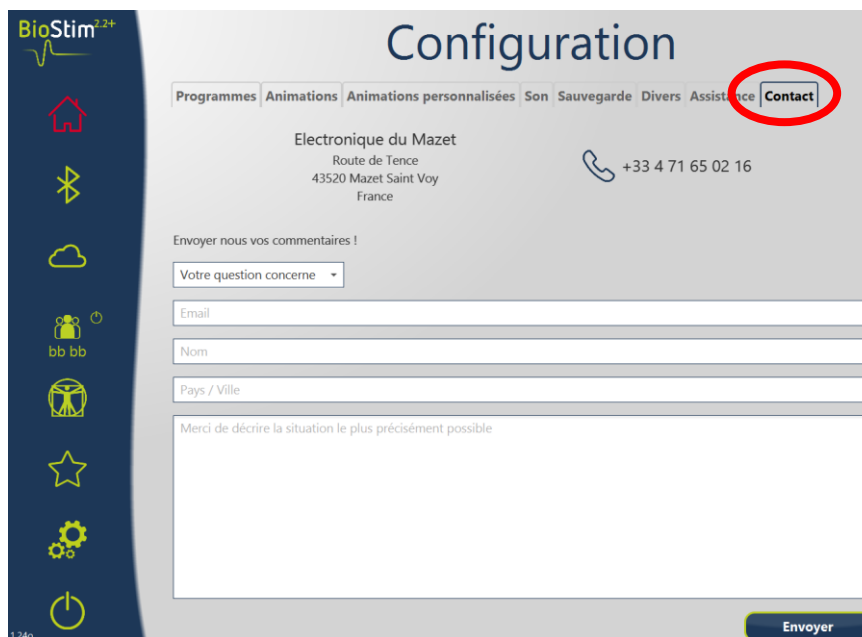 BioStim2.2+
Configuration
Programmes Animations Animations personnalisées Son Sauvegarde Divers Assistance Contact
Electronique du Mazet
Route de Tence
43520 Mazet Saint Voy
France
+33 4 71 65 02 16
Envoyer nous vos commentaires !
Votre question concerne
Email
Nom
bb bb
Pays / Ville
Merci de décrire la situation le plus précisément possible
Envoyer